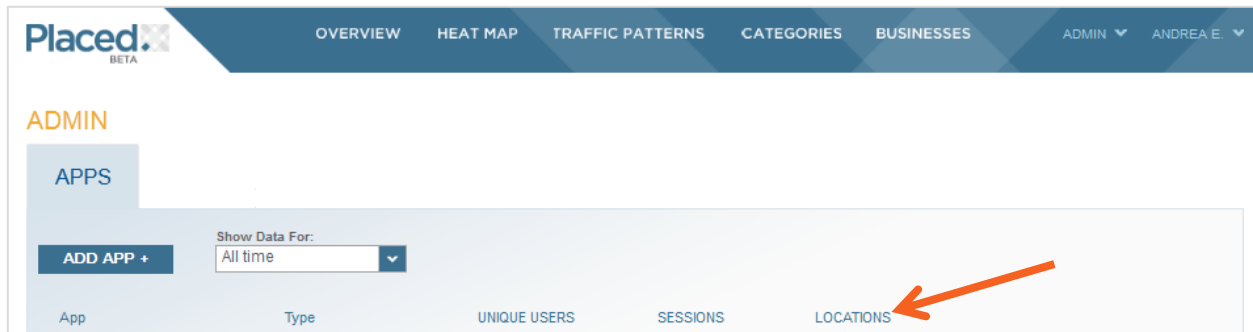 Placed. OVERVIEW HEAT MAP TRAFFIC PATTERNS CATEGORIES BUSINESSES ADMIN ANDREA E.
BETA
ADMIN
APPS
Show Data For:
ADD APP + All time
App Type UNIQUE USERS SESSIONS LOCATIONS